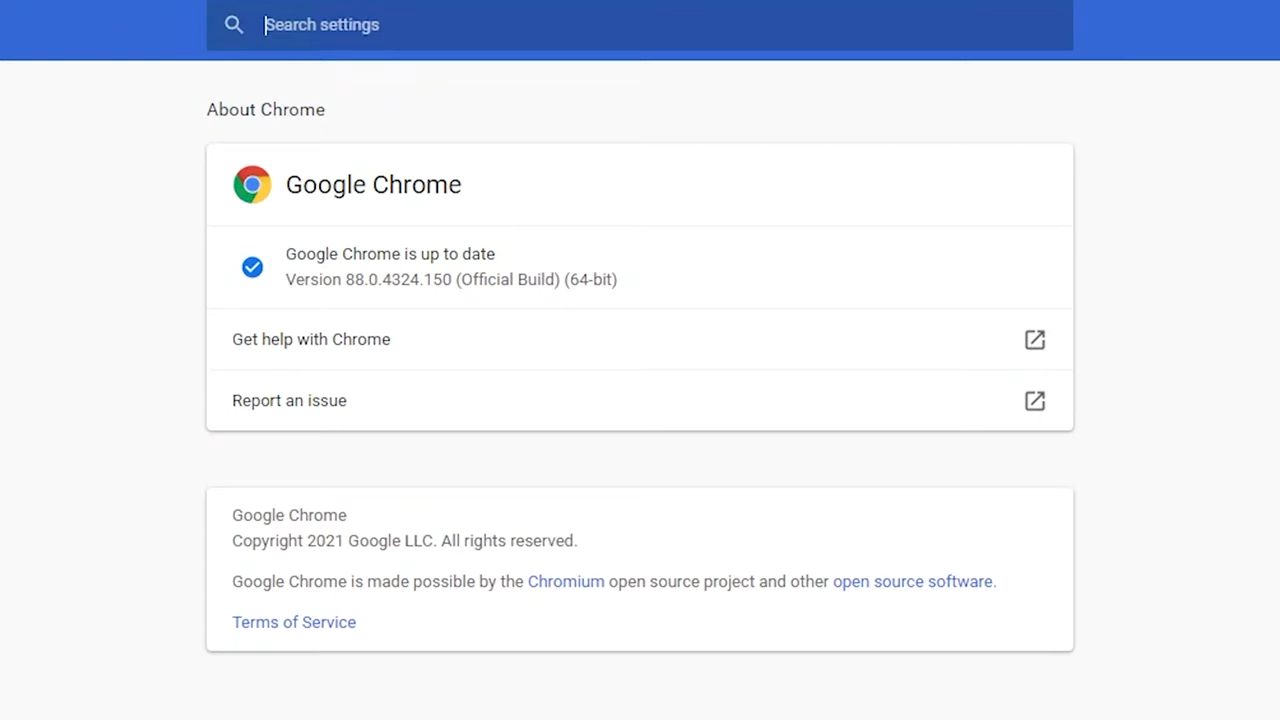 Search settings
About Chrome
Google Chrome
Google Chrome is up to date
Version 88.0.4324.150 (Official Build) (64-bit)
Get help with Chrome
Report an issue
Google Chrome
Copyright 2021 Google LLC. All rights reserved.
Google Chrome is made possible by the Chromium open source project and other open source software.
Terms of Service